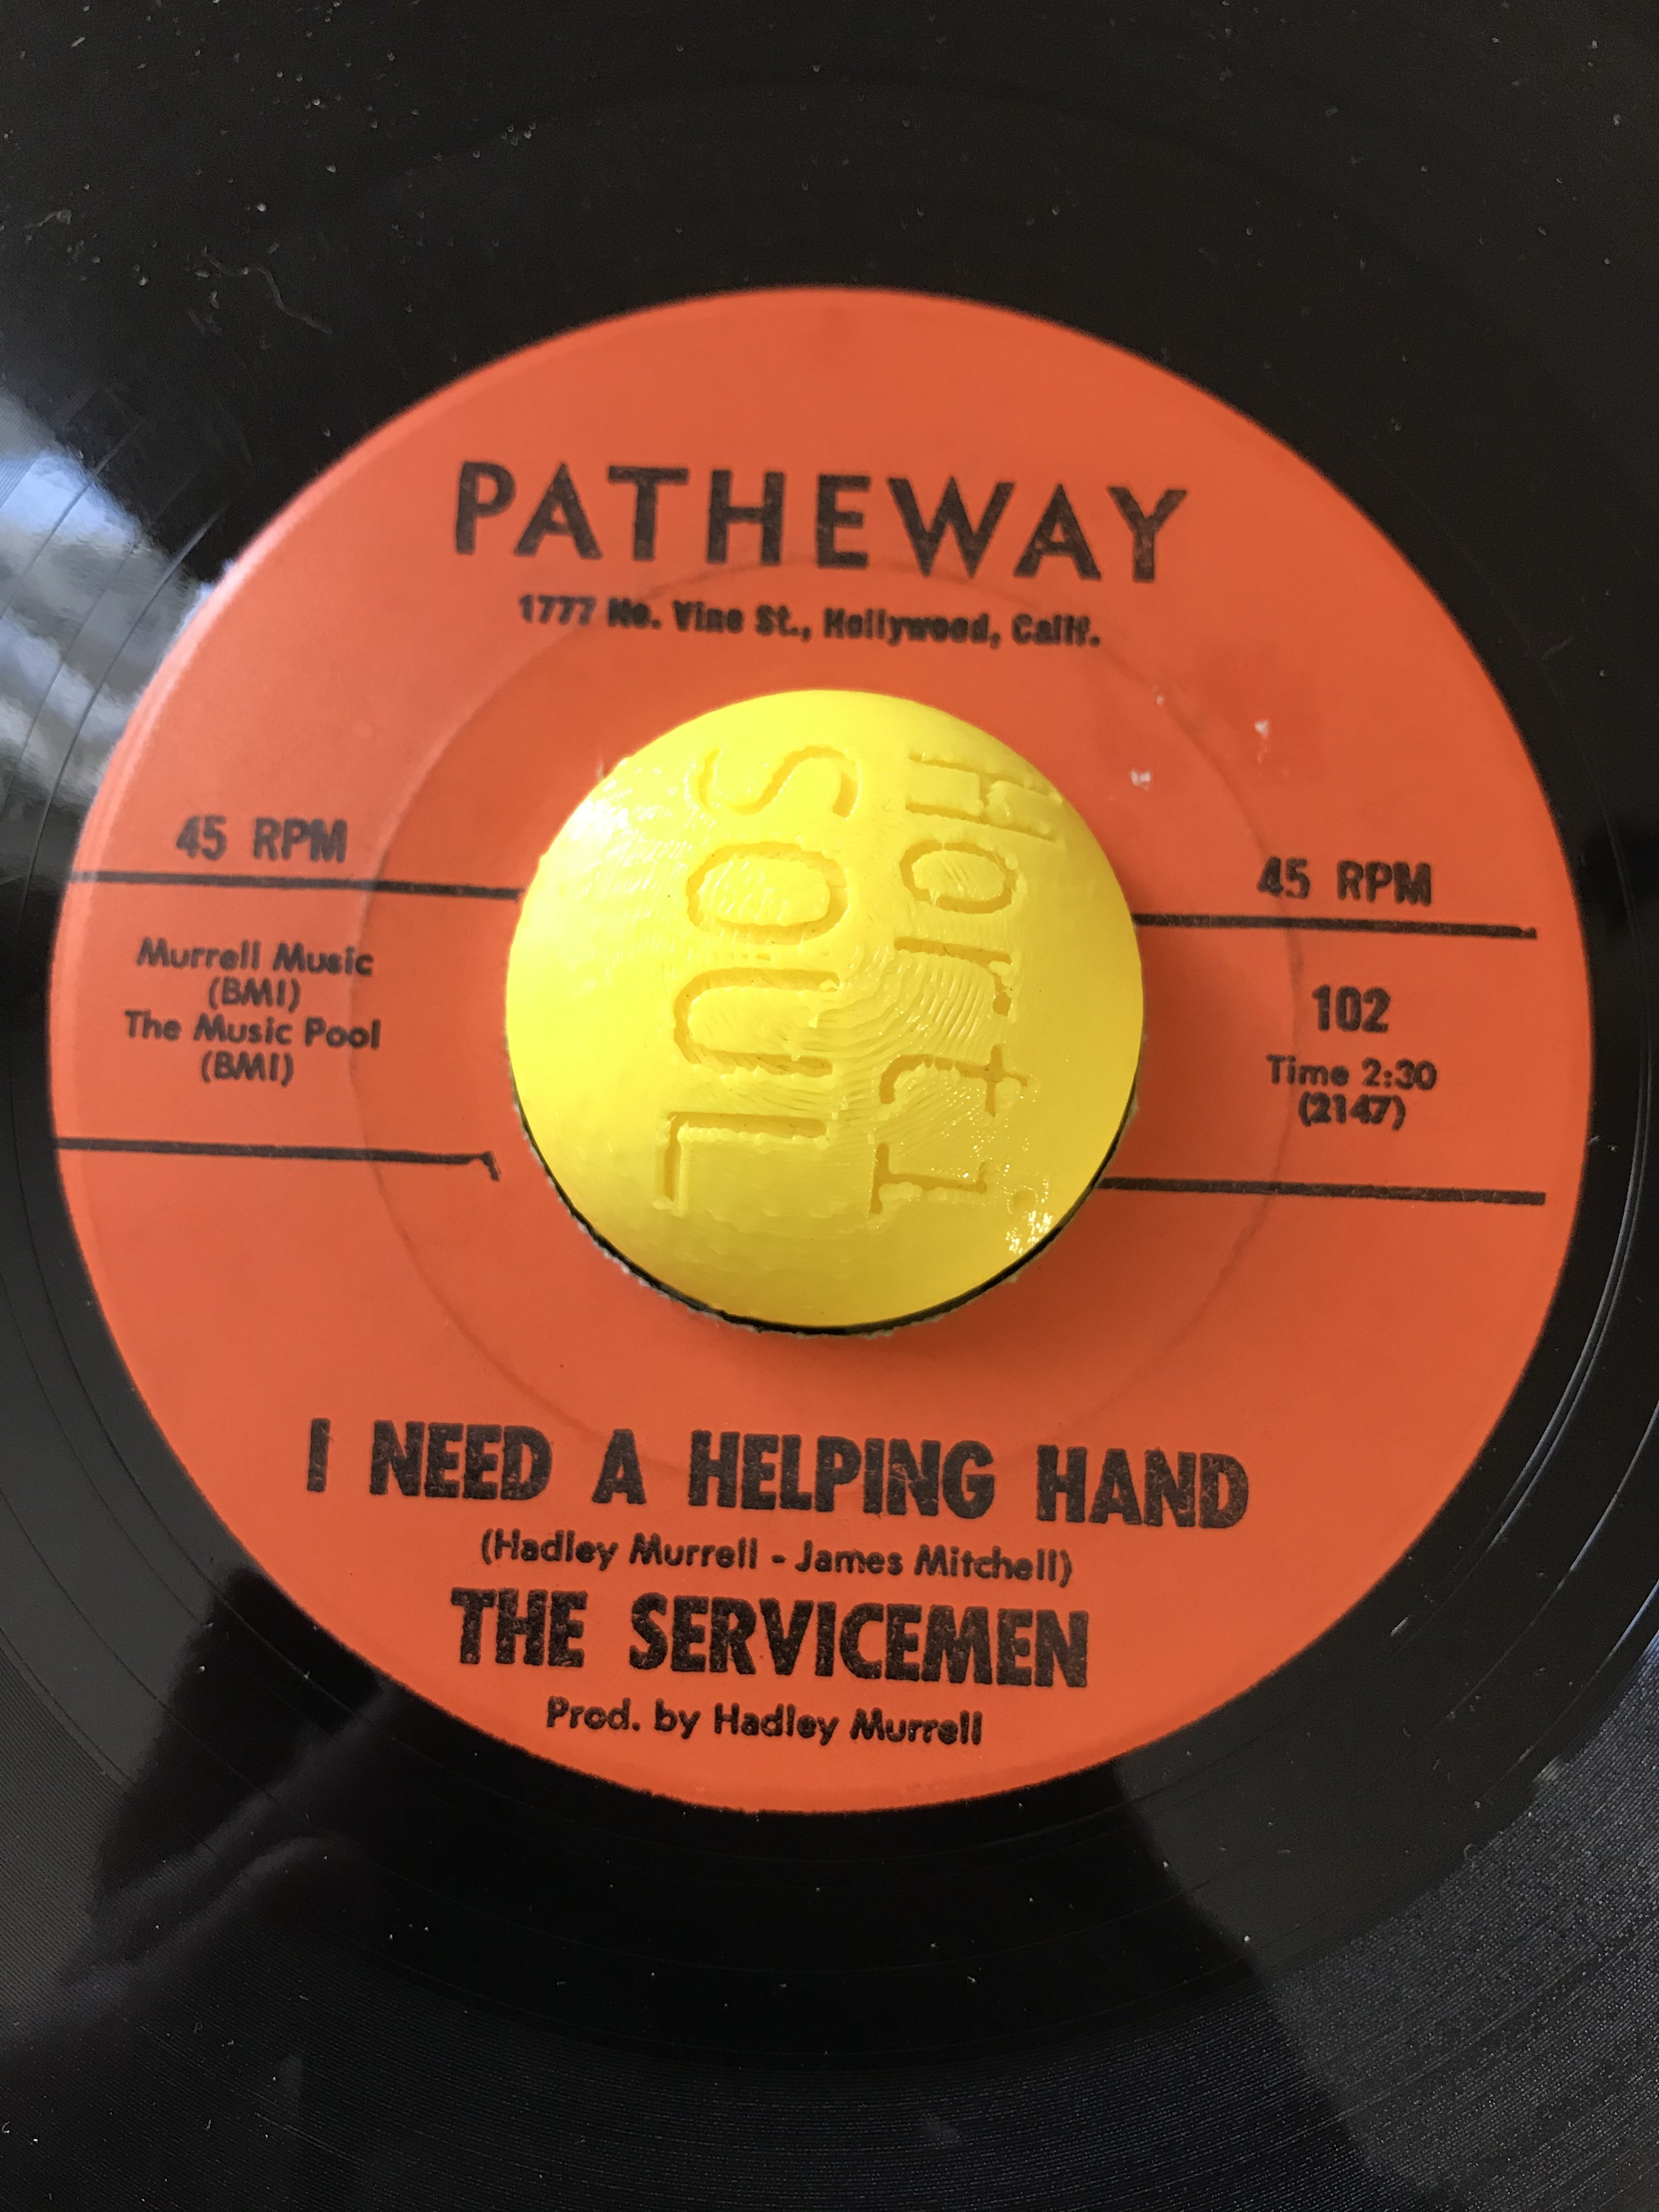 PATHEWAY
1777 No. Vine St., Hollywood, Calif.
45 RPM
45 RPM
Murrell Music
(BMI)
The Music Pool
(BMI)
102
Time 2:30
(2147)
Horti
SOUL
I NEED A HELPING HAND
(Hadley Murrell - James Mitchell)
THE SERVICEMEN
Prod. by Hadley Murrell